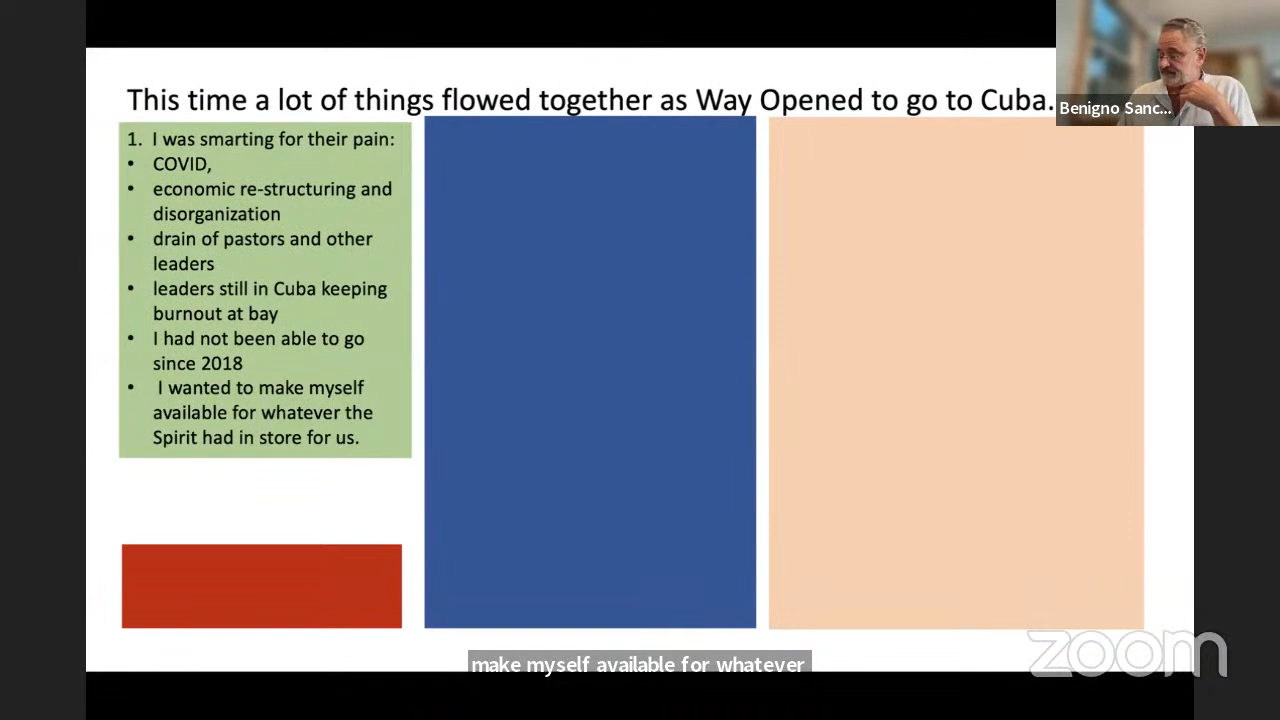 This time a lot of things flowed together as Way Opened to go to Cuba.
Benigno Sanc...
1. I was smarting for their pain:
• COVID,
• economic re-structuring and
disorganization
• drain of pastors and other
leaders
• leaders still in Cuba keeping
burnout at bay
• I had not been able to go
since 2018
• I wanted to make myself
available for whatever the
Spirit had in store for us.
make myself available for whatever
zoom